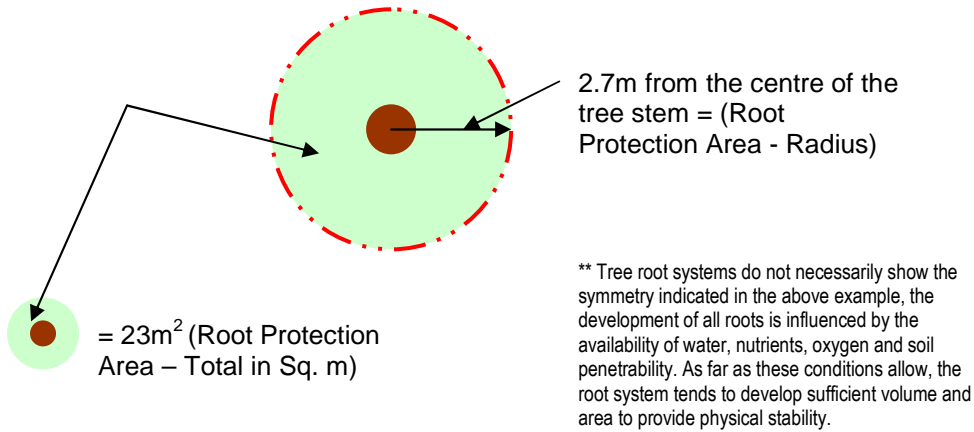 2.7m from the centre of the
tree stem = (Root
Protection Area - Radius)
** Tree root systems do not necessarily show the
symmetry indicated in the above example, the
development of all roots is influenced by the
availability of water, nutrients, oxygen and soil
penetrability. As far as these conditions allow, the
root system tends to develop sufficient volume and
area to provide physical stability.
= 23m² (Root Protection
Area – Total in Sq. m)